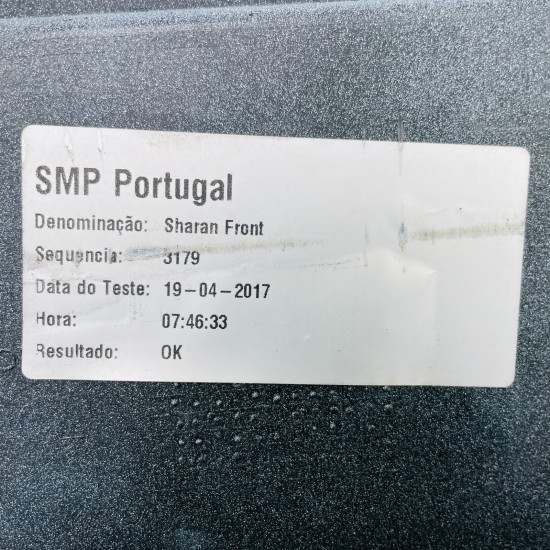 SMP Portugal
Denominação: Sharan Front
Sequencia: 3179
Data do Teste: 19-04-2017
Hora: 07:46:33
Resultado: OK